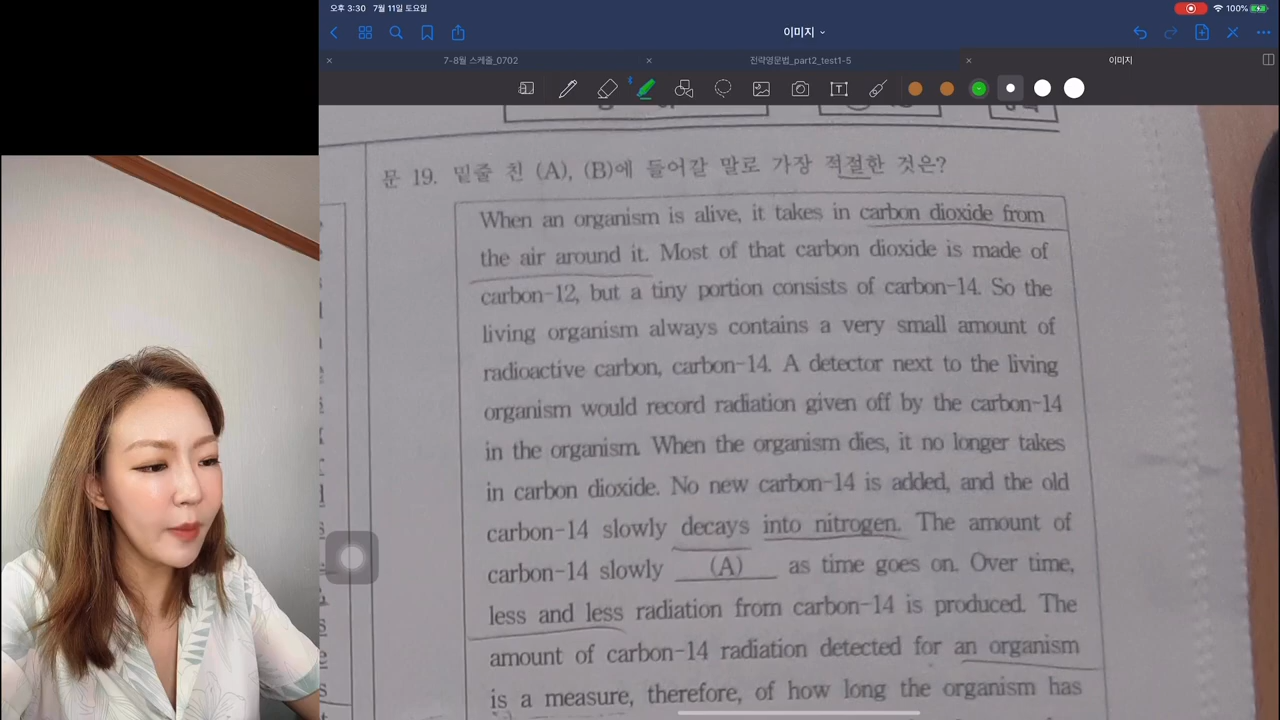 오후 3:30 7월 11일 토요일
100%
이미지
7-8월 스케줄_0702
전략영문법_part2_test1-5
이미지
문 19. 밑줄 친 (A), (B)에 들어갈 말로 가장 적절한 것은?
When an organism is alive, it takes in carbon dioxide from
the air around it. Most of that carbon dioxide is made of
carbon-12, but a tiny portion consists of carbon-14. So the
living organism always contains a very small amount of
radioactive carbon, carbon-14. A detector next to the living
organism would record radiation given off by the carbon-14
in the organism. When the organism dies, it no longer takes
in carbon dioxide. No new carbon-14 is added, and the old
carbon-14 slowly decays into nitrogen. The amount of
carbon-14 slowly (A) as time goes on. Over time,
less and less radiation from carbon-14 is produced. The
amount of carbon-14 radiation detected for an organism
is a measure, therefore, of how long the organism has